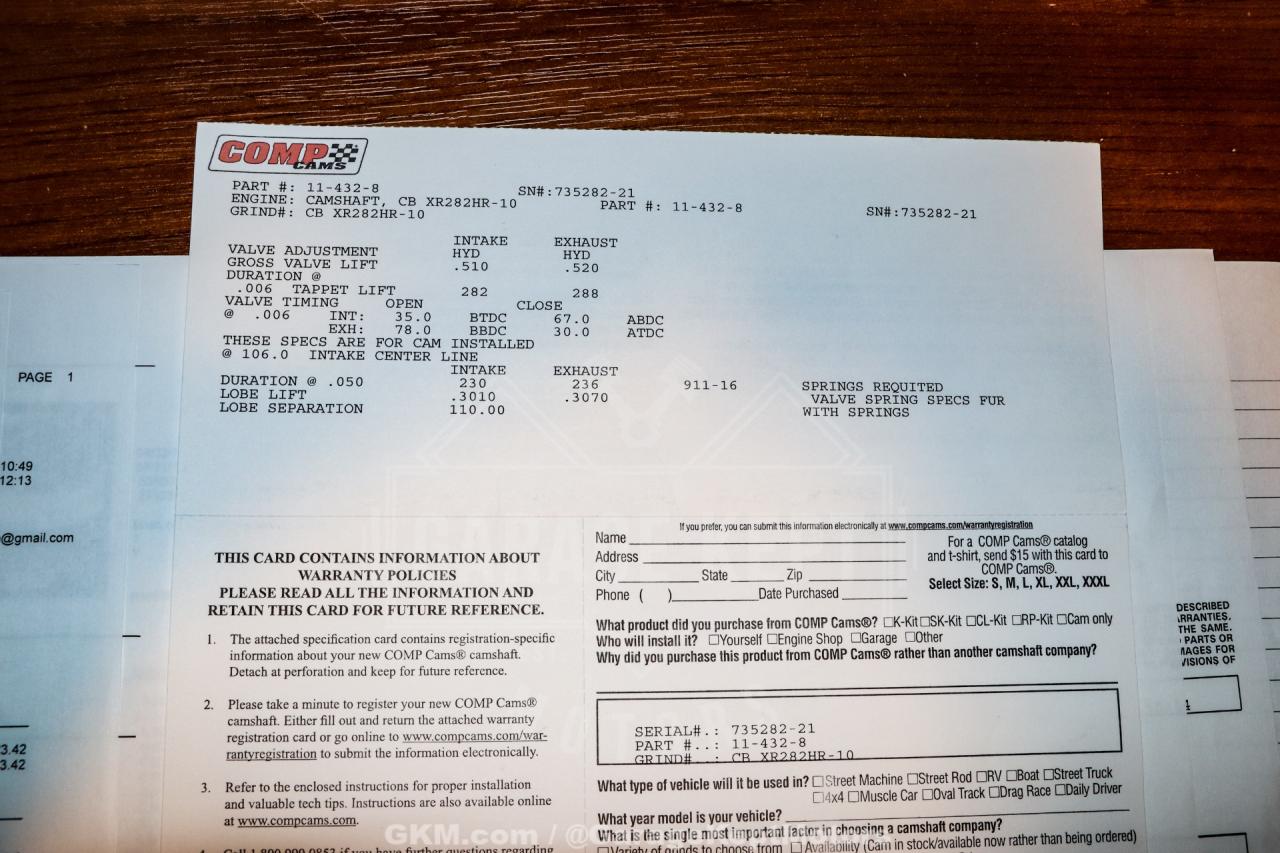 COMP
CAMS
PART #: 11-432-8 SN#:735282-21
ENGINE: CAMSHAFT, CB XR282HR-10 PART #: 11-432-8 SN#:735282-21
GRIND#: CB XR282HR-10
INTAKE EXHAUST
VALVE ADJUSTMENT HYD HYD
GROSS VALVE LIFT .510 .520
DURATION @
.006 TAPPET LIFT 282 288
VALVE TIMING OPEN CLOSE
@ .006 INT: 35.0 BTDC 67.0 ABDC
EXH: 78.0 BBDC 30.0 ATDC
THESE SPECS ARE FOR CAM INSTALLED
@ 106.0 INTAKE CENTER LINE
INTAKE EXHAUST
DURATION @ .050 230 236 911-16 SPRINGS REQUITED
LOBE LIFT .3010 .3070 VALVE SPRING SPECS FUR
LOBE SEPARATION 110.00 WITH SPRINGS
PAGE 1
10:49
12:13
@gmail.com
3.42
3.42
THIS CARD CONTAINS INFORMATION ABOUT
WARRANTY POLICIES
PLEASE READ ALL THE INFORMATION AND
RETAIN THIS CARD FOR FUTURE REFERENCE.
1. The attached specification card contains registration-specific
information about your new COMP Cams® camshaft.
Detach at perforation and keep for future reference.
2. Please take a minute to register your new COMP Cams®
camshaft. Either fill out and return the attached warranty
registration card or go online to www.compcams.com/war-
rantyregistration to submit the information electronically.
3. Refer to the enclosed instructions for proper installation
and valuable tech tips. Instructions are also available online
at www.compcams.com.
If you prefer, you can submit this information electronically at www.compcams.com/warrantyregistration
Name
Address
City State Zip
Phone ( ) Date Purchased
For a COMP Cams® catalog
and t-shirt, send $15 with this card to
COMP Cams®.
Select Size: S, M, L, XL, XXL, XXXL
What product did you purchase from COMP Cams®? ☐K-Kit ☐SK-Kit ☐CL-Kit ☐RP-Kit ☐Cam only
Who will install it? ☐Yourself ☐Engine Shop ☐Garage ☐Other
Why did you purchase this product from COMP Cams® rather than another camshaft company?
SERIAL#.: 735282-21
PART #..: 11-432-8
GRIND#..: CB XR282HR-10
What type of vehicle will it be used in? ☐Street Machine ☐Street Rod ☐RV ☐Boat ☐Street Truck
☐4x4 ☐Muscle Car ☐Oval Track ☐Drag Race ☐Daily Driver
What year model is your vehicle?
What is the single most important factor in choosing a camshaft company?
☐Variety of grinds to choose from ☐Availability (Cam in stock/available now rather than being ordered)
DESCRIBED
THE SAME.
PARTS OR
GKM.com